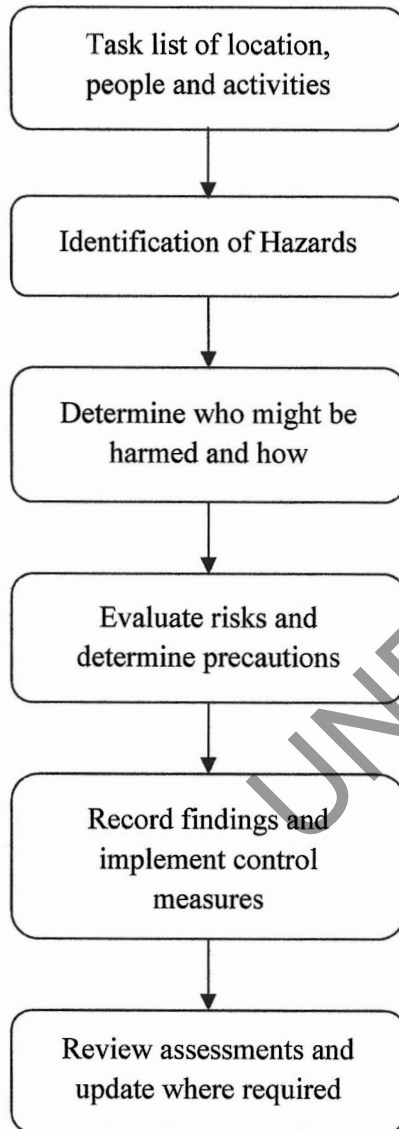 Task list of location,
people and activities
Identification of Hazards
Determine who might be
harmed and how
Evaluate risks and
determine precautions
Record findings and
implement control
measures
Review assessments and
update where required